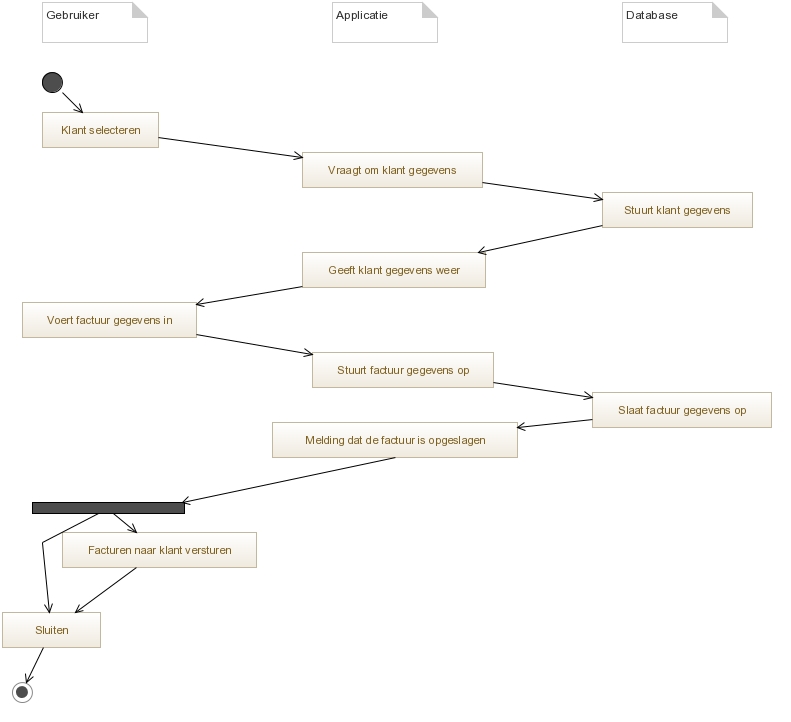 Gebruiker
Applicatie
Database
Klant selecteren
Vraagt om klant gegevens
Stuurt klant gegevens
Geeft klant gegevens weer
Voert factuur gegevens in
Stuurt factuur gegevens op
Slaat factuur gegevens op
Melding dat de factuur is opgeslagen
Facturen naar klant versturen
Sluiten